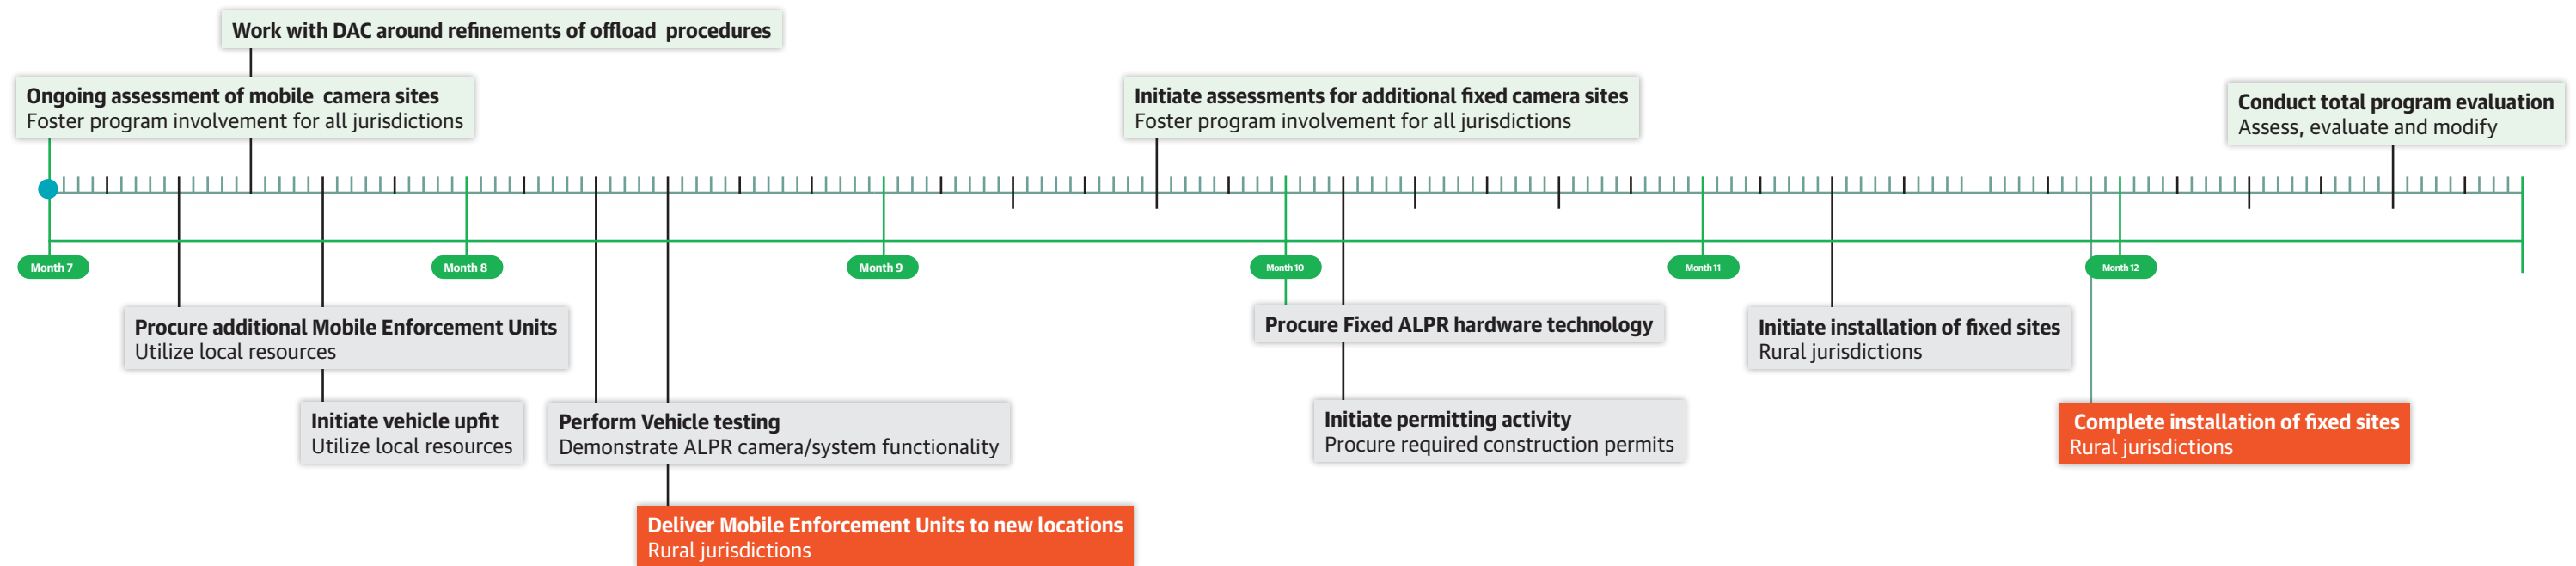 Work with DAC around refinements of offload procedures
Ongoing assessment of mobile camera sites
Foster program involvement for all jurisdictions
Initiate assessments for additional fixed camera sites
Foster program involvement for all jurisdictions
Conduct total program evaluation
Assess, evaluate and modify
Month 7
Month 8
Month 9
Month 10
Month 11
Month 12
Procure additional Mobile Enforcement Units
Utilize local resources
Procure Fixed ALPR hardware technology
Initiate installation of fixed sites
Rural jurisdictions
Initiate vehicle upfit
Utilize local resources
Perform Vehicle testing
Demonstrate ALPR camera/system functionality
Initiate permitting activity
Procure required construction permits
Complete installation of fixed sites
Rural jurisdictions
Deliver Mobile Enforcement Units to new locations
Rural jurisdictions